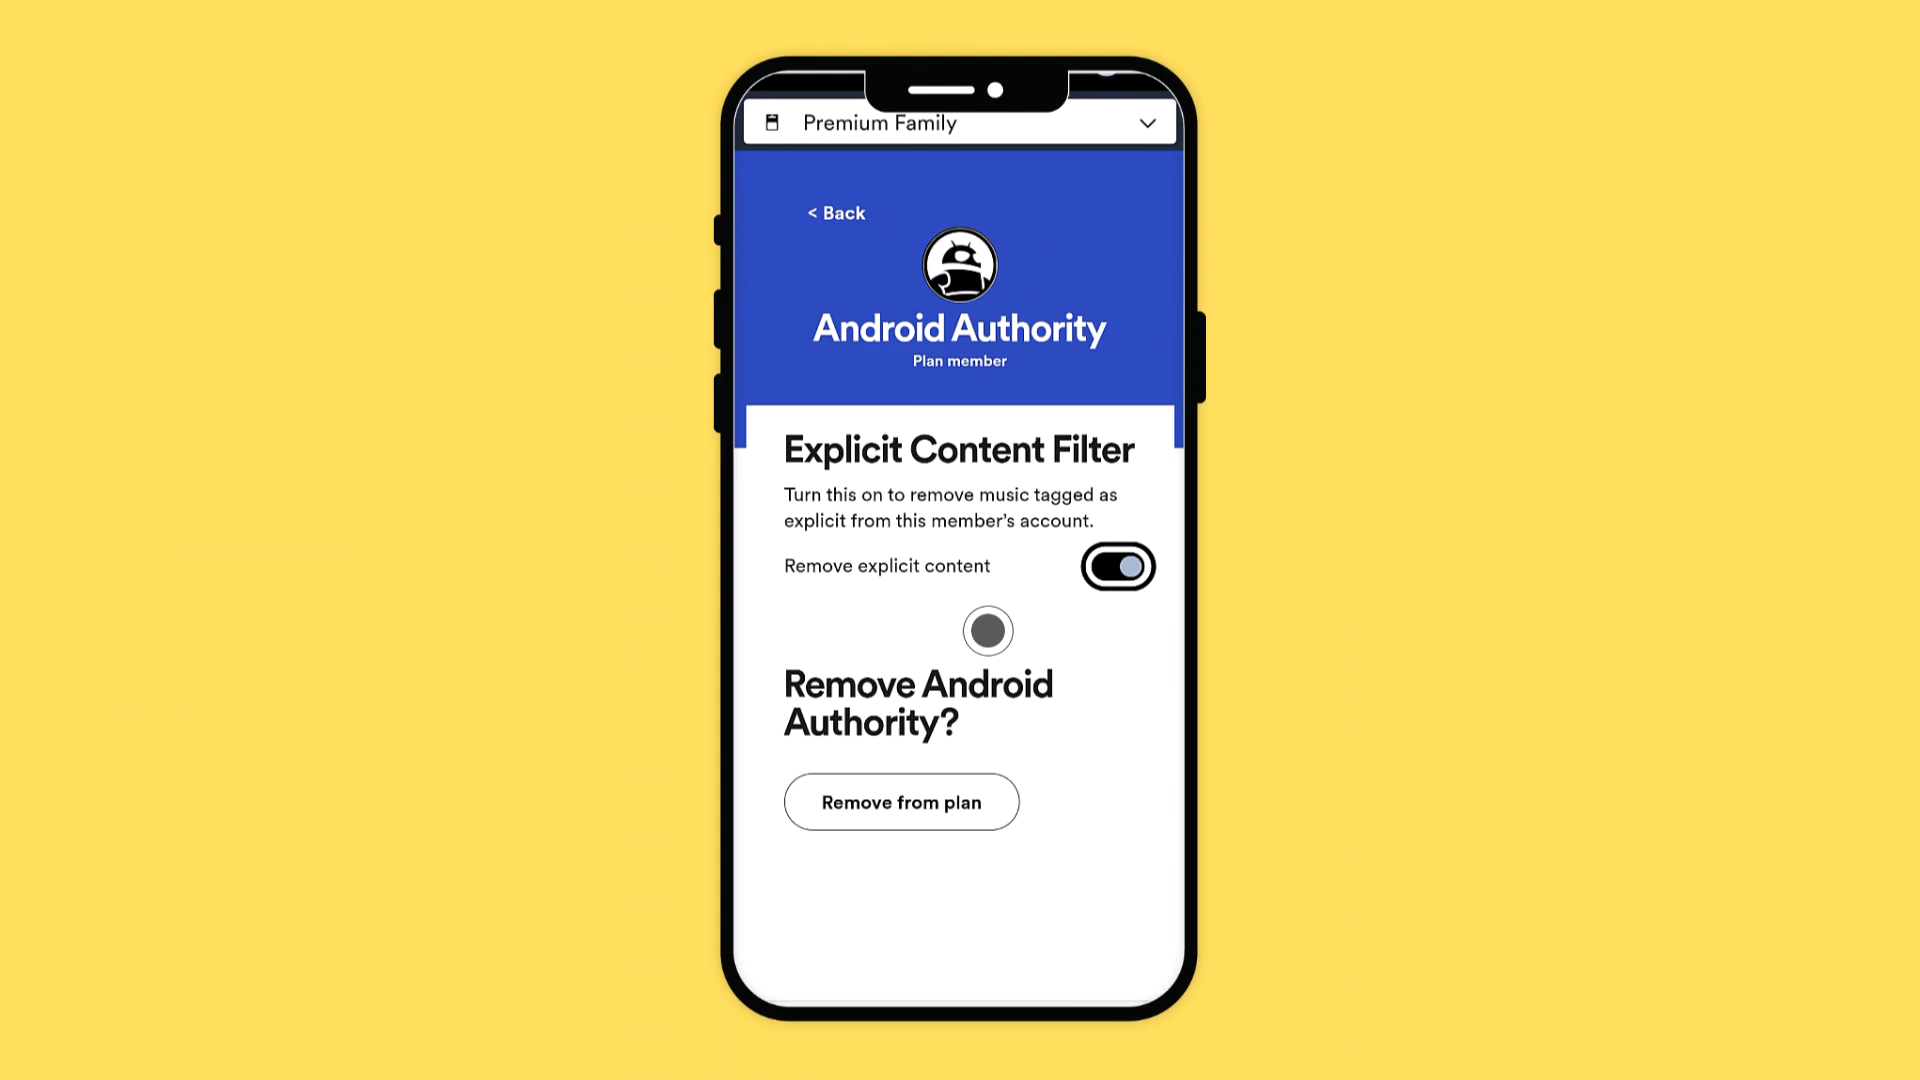 Premium Family
< Back
Android Authority
Plan member
Explicit Content Filter
Turn this on to remove music tagged as
explicit from this member’s account.
Remove explicit content
Remove Android
Authority?
Remove from plan